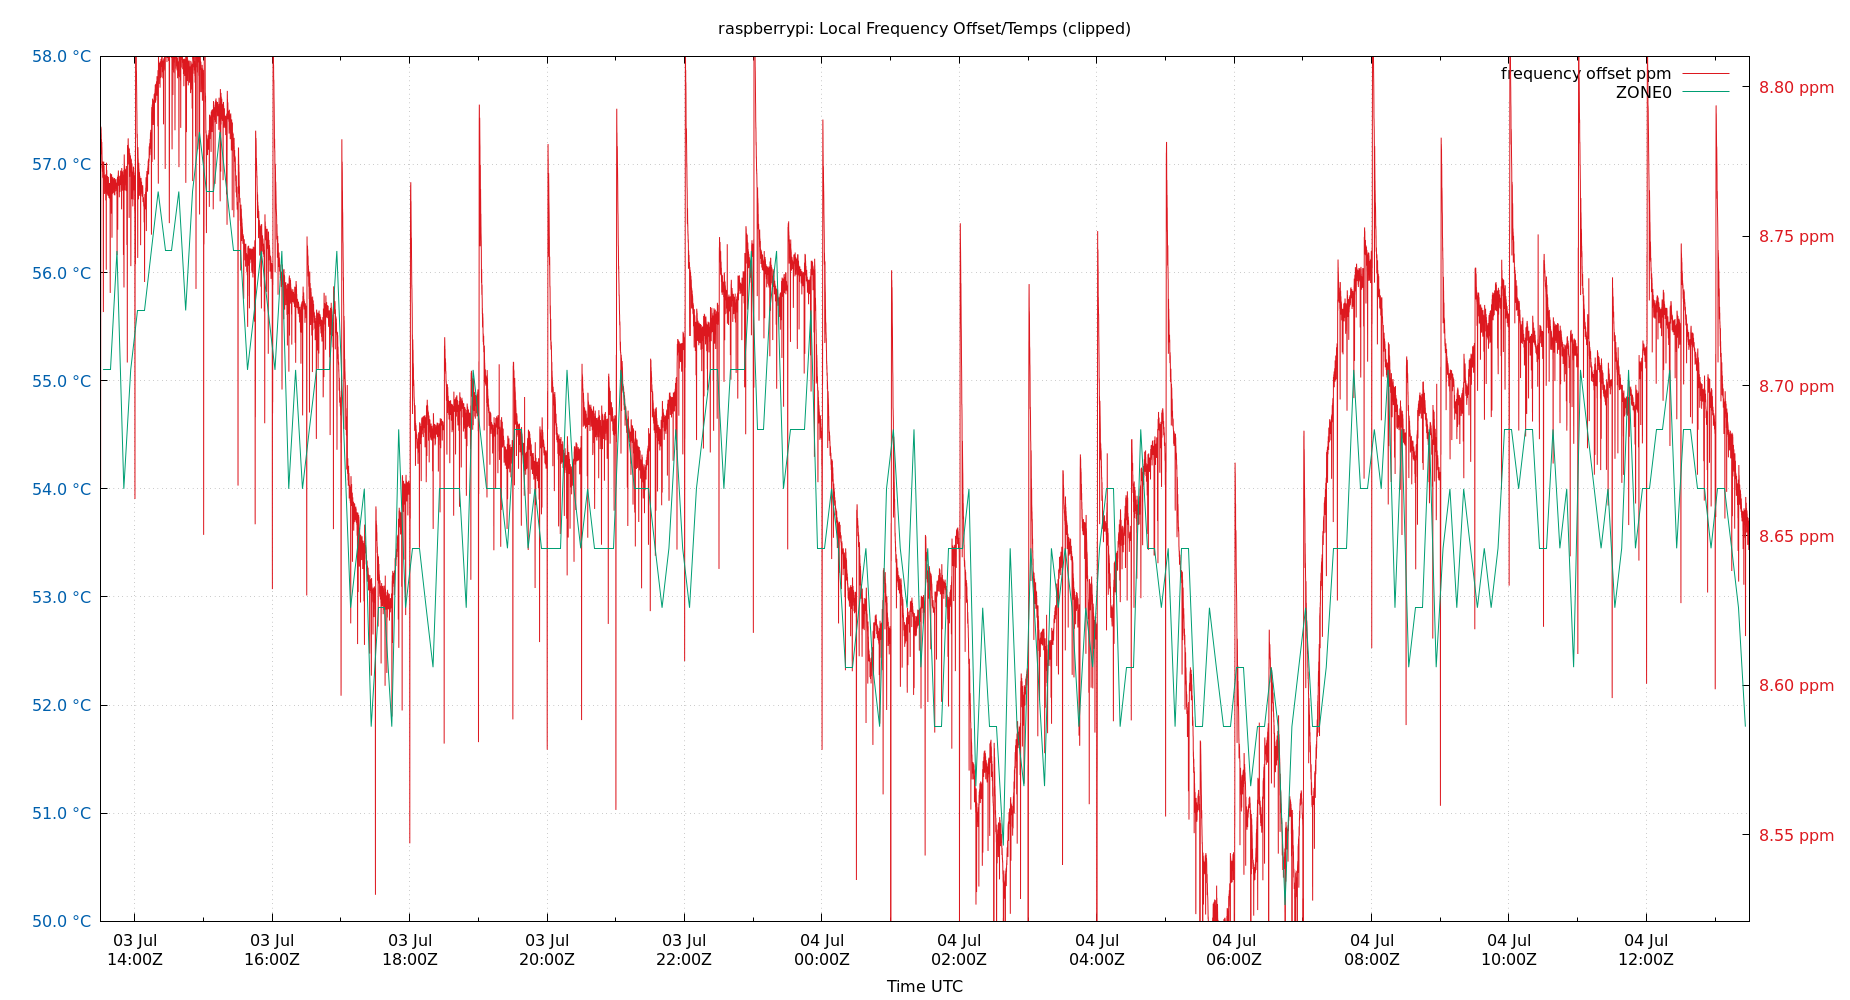 raspberrypi: Local Frequency Offset/Temps (clipped)
58.0 °C
57.0 °C
56.0 °C
55.0 °C
54.0 °C
53.0 °C
52.0 °C
51.0 °C
50.0 °C
frequency offset ppm
ZONE0
8.80 ppm
8.75 ppm
8.70 ppm
8.65 ppm
8.60 ppm
8.55 ppm
03 Jul 03 Jul 03 Jul 03 Jul 03 Jul 04 Jul 04 Jul 04 Jul 04 Jul 04 Jul 04 Jul 04 Jul
14:00Z 16:00Z 18:00Z 20:00Z 22:00Z 00:00Z 02:00Z 04:00Z 06:00Z 08:00Z 10:00Z 12:00Z
Time UTC